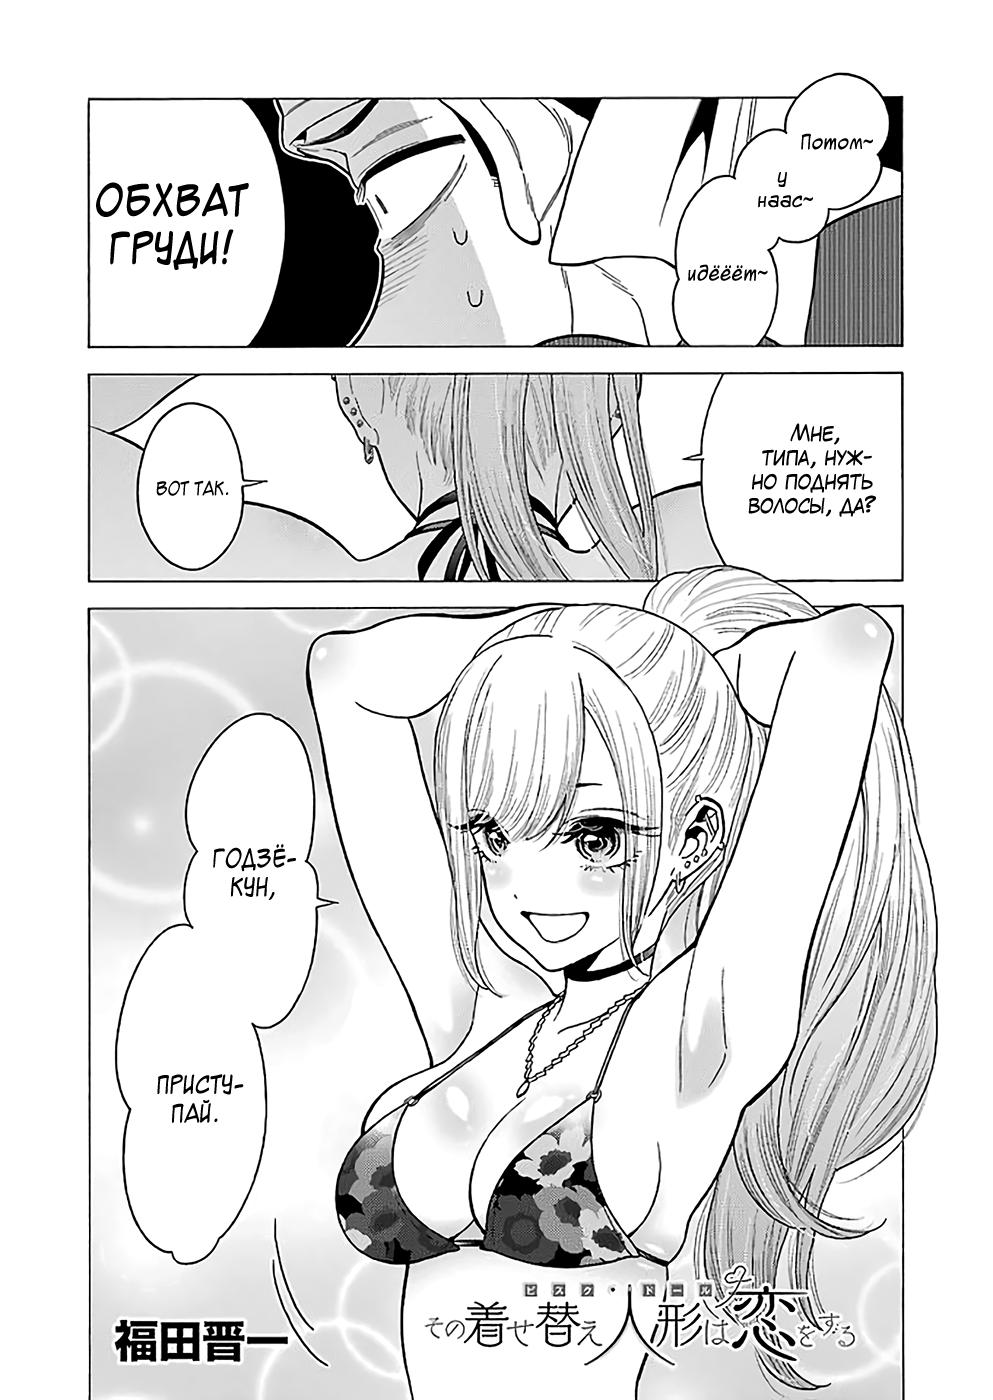 Потом~
у
наас~
идёёёт~
ОБХВАТ
ГРУДИ!
Мне,
типа, нуж-
но поднять
волосы, да?
ВОТ ТАК.
ГОДЗЁ-
КУН,
ПРИСТУ-
ПАЙ.
ビスク・ドール
その着せ替え人形は恋をする
福田晋一